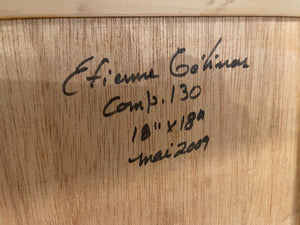 Etienne Gélinas
Comp. 130
18" x 18"
mai 2009